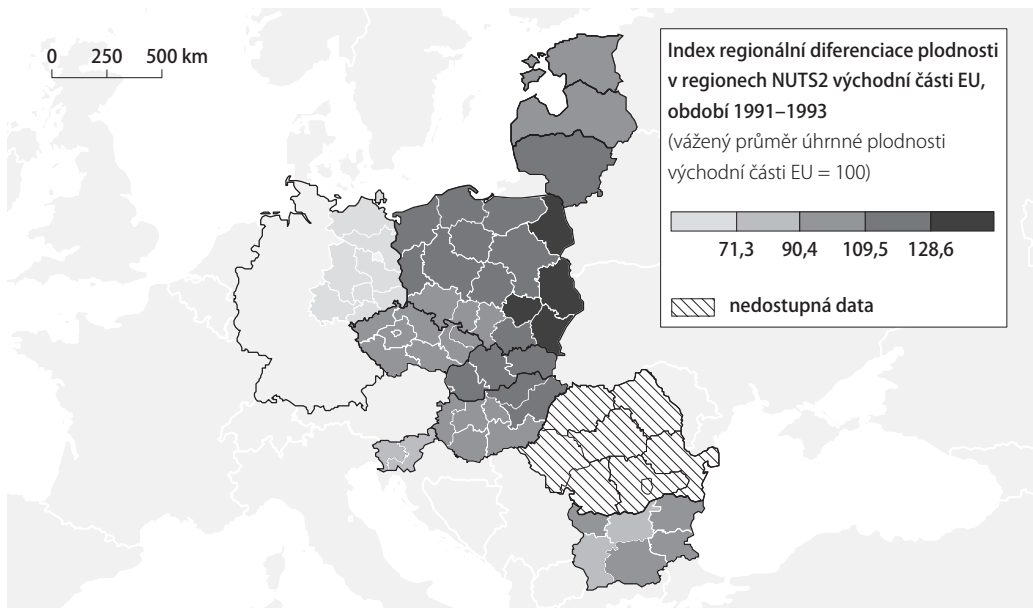 0 250 500 km
Index regionální diferenciace plodnosti
v regionech NUTS2 východní části EU,
období 1991–1993
(vážený průměr úhrnné plodnosti
východní části EU = 100)
71,3 90,4 109,5 128,6
nedostupná data